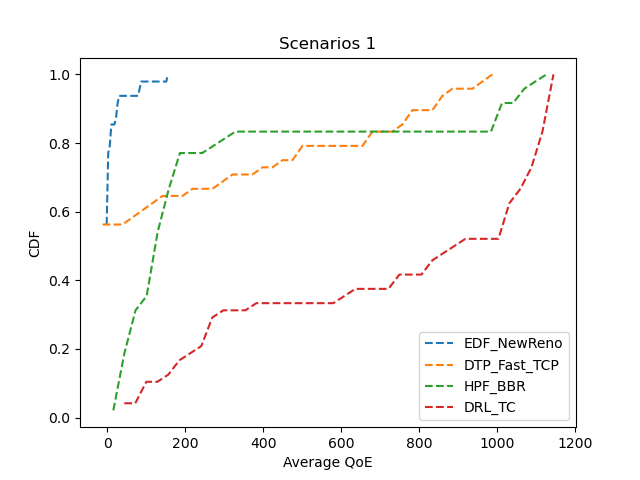 Scenarios 1
1.0
0.8
0.6
0.4
0.2
0.0
CDF
0 200 400 600 800 1000 1200
Average QoE
EDF_NewReno
DTP_Fast_TCP
HPF_BBR
DRL_TC